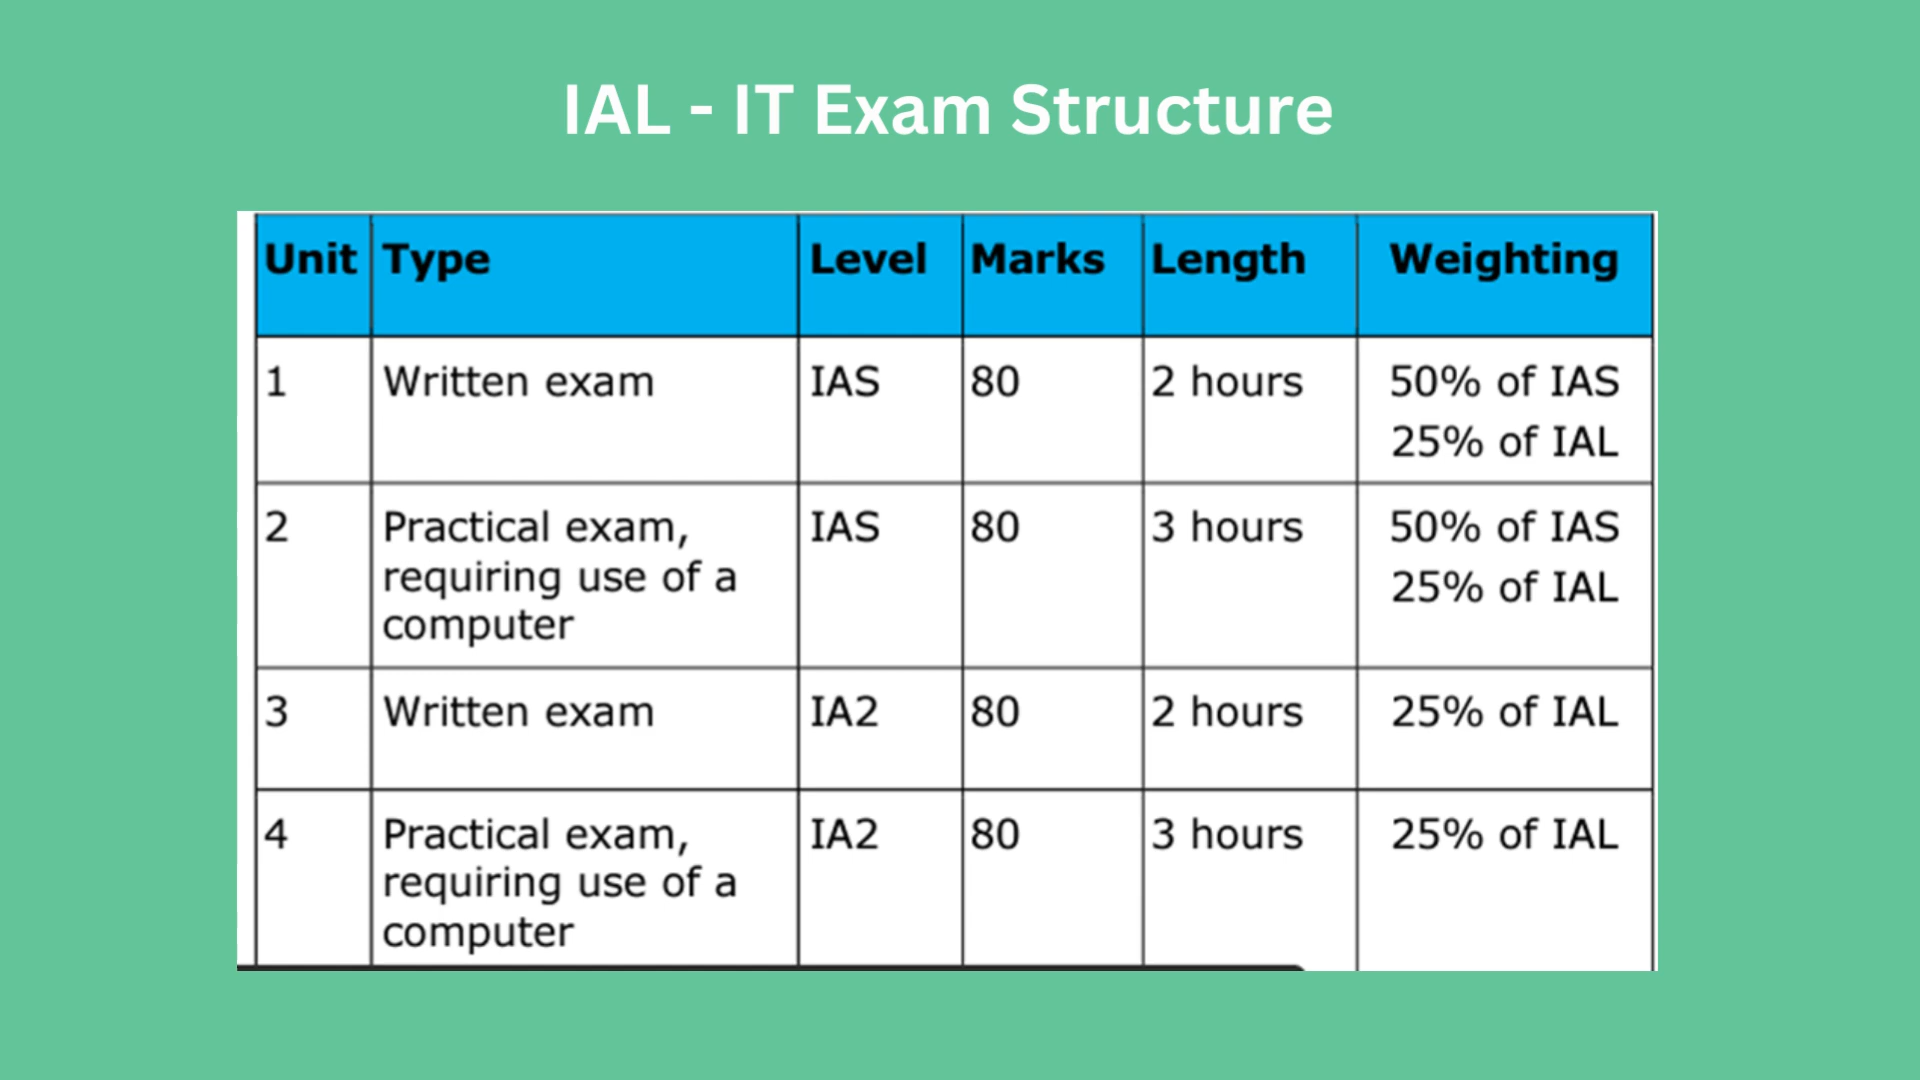 IAL - IT Exam Structure
Unit Type Level Marks Length Weighting
1 Written exam IAS 80 2 hours 50% of IAS
25% of IAL
2 Practical exam, IAS 80 3 hours 50% of IAS
requiring use of a 25% of IAL
computer
3 Written exam IA2 80 2 hours 25% of IAL
4 Practical exam, IA2 80 3 hours 25% of IAL
requiring use of a
computer